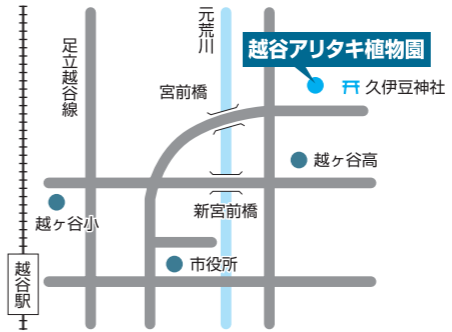 足立越谷線
元荒川
越谷アリタキ植物園
久伊豆神社
宮前橋
越ヶ谷高
新宮前橋
越ヶ谷小
市役所
越谷駅